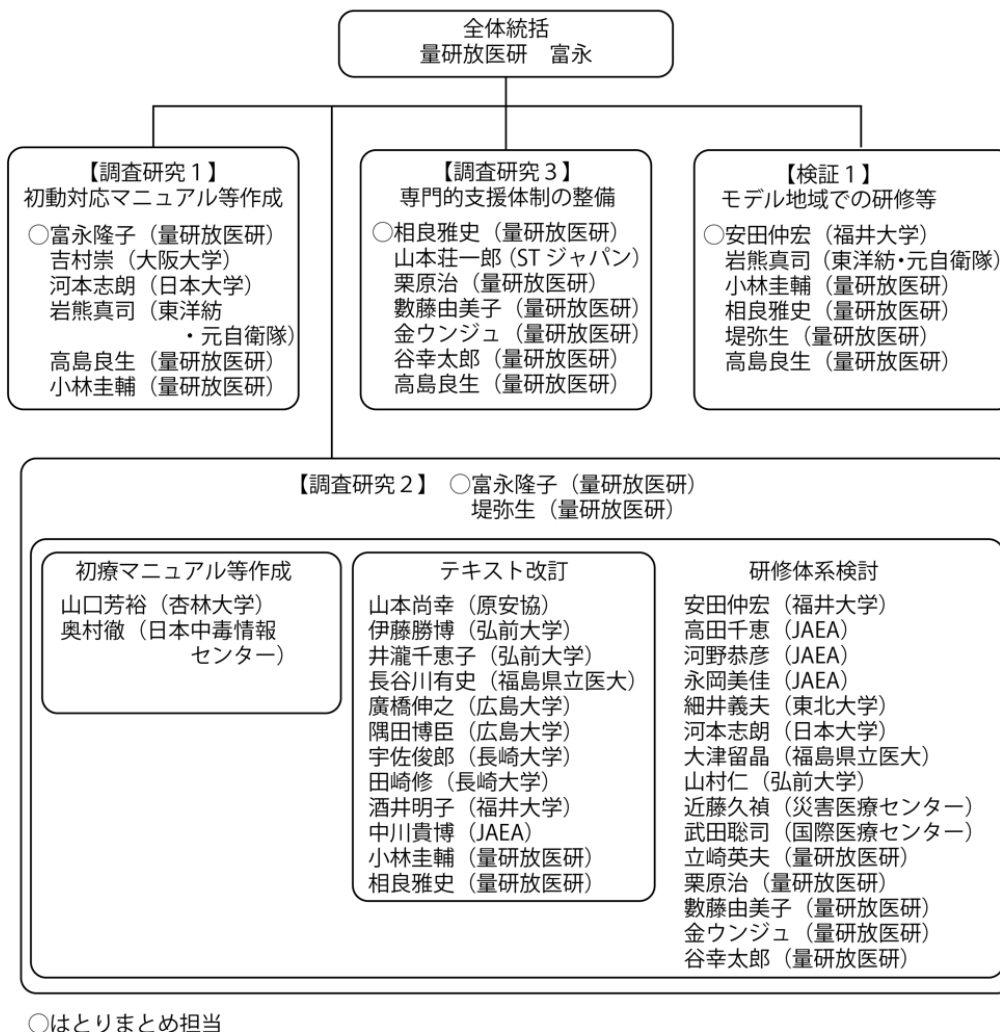 全体統括
量研放医研 富永
【調査研究1】
初動対応マニュアル等作成
○富永隆子(量研放医研)
吉村崇(大阪大学)
河本志朗(日本大学)
岩熊真司(東洋紡
・元自衛隊)
高島良生(量研放医研)
小林圭輔(量研放医研)
【調査研究3】
専門的支援体制の整備
○相良雅史(量研放医研)
山本荘一郎(STジャパン)
栗原治(量研放医研)
數藤由美子(量研放医研)
金ウンジュ(量研放医研)
谷幸太郎(量研放医研)
高島良生(量研放医研)
【検証1】
モデル地域での研修等
○安田仲宏(福井大学)
岩熊真司(東洋紡・元自衛隊)
小林圭輔(量研放医研)
相良雅史(量研放医研)
堤弥生(量研放医研)
高島良生(量研放医研)
【調査研究2】 ○富永隆子(量研放医研)
堤弥生(量研放医研)
初療マニュアル等作成
山口芳裕(杏林大学)
奥村徹(日本中毒情報
センター)
テキスト改訂
山本尚幸(原安協)
伊藤勝博(弘前大学)
井瀧千恵子(弘前大学)
長谷川有史(福島県立医大)
廣橋伸之(広島大学)
隅田博臣(広島大学)
宇佐俊郎(長崎大学)
田崎修(長崎大学)
酒井明子(福井大学)
中川貴博(JAEA)
小林圭輔(量研放医研)
相良雅史(量研放医研)
研修体系検討
安田仲宏(福井大学)
高田千恵(JAEA)
河野恭彦(JAEA)
永岡美佳(JAEA)
細井義夫(東北大学)
河本志朗(日本大学)
大津留晶(福島県立医大)
山村仁(弘前大学)
近藤久禎(災害医療センター)
武田聡司(国際医療センター)
立崎英夫(量研放医研)
栗原治(量研放医研)
數藤由美子(量研放医研)
金ウンジュ(量研放医研)
谷幸太郎(量研放医研)
○はとりまとめ担当